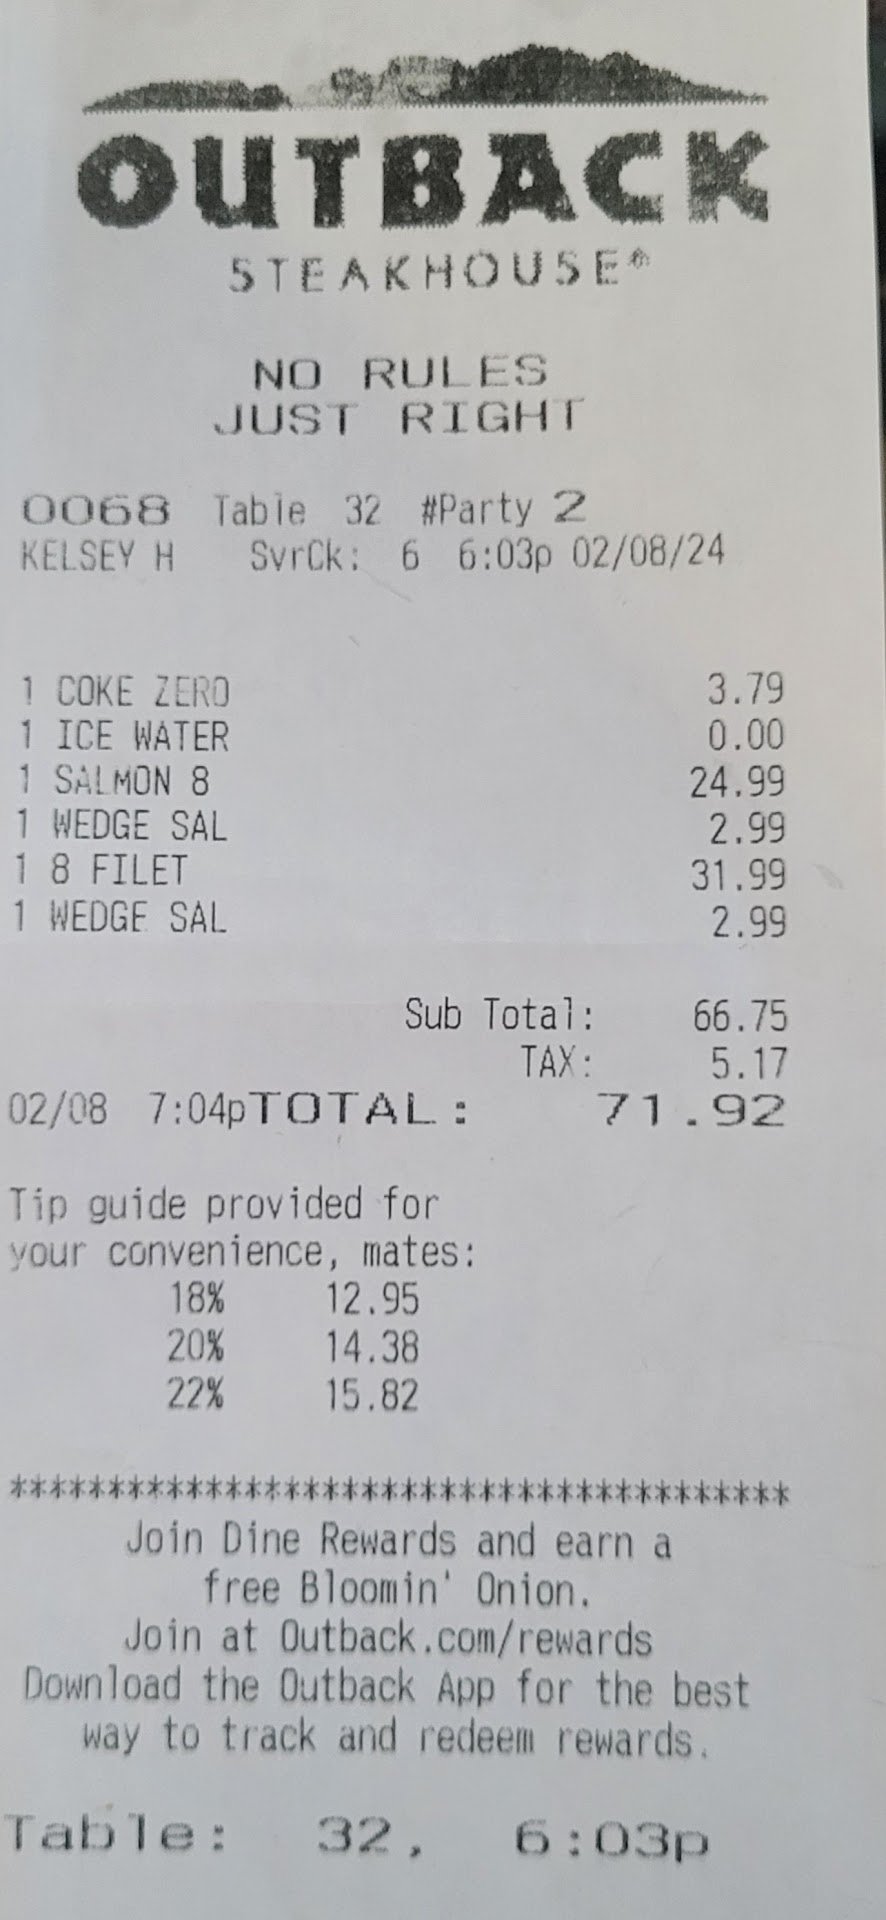 OUTBACK
STEAKHOUSE®
NO RULES
JUST RIGHT
0068 Table 32 #Party 2
KELSEY H SvrCk: 6 6:03p 02/08/24
1 COKE ZERO 3.79
1 ICE WATER 0.00
1 SALMON 8 24.99
1 WEDGE SAL 2.99
1 8 FILET 31.99
1 WEDGE SAL 2.99
Sub Total: 66.75
TAX: 5.17
02/08 7:04pTOTAL: 71.92
Tip guide provided for
your convenience, mates:
18% 12.95
20% 14.38
22% 15.82
****************************************
Join Dine Rewards and earn a
free Bloomin' Onion.
Join at Outback.com/rewards
Download the Outback App for the best
way to track and redeem rewards.
Table: 32, 6:03p